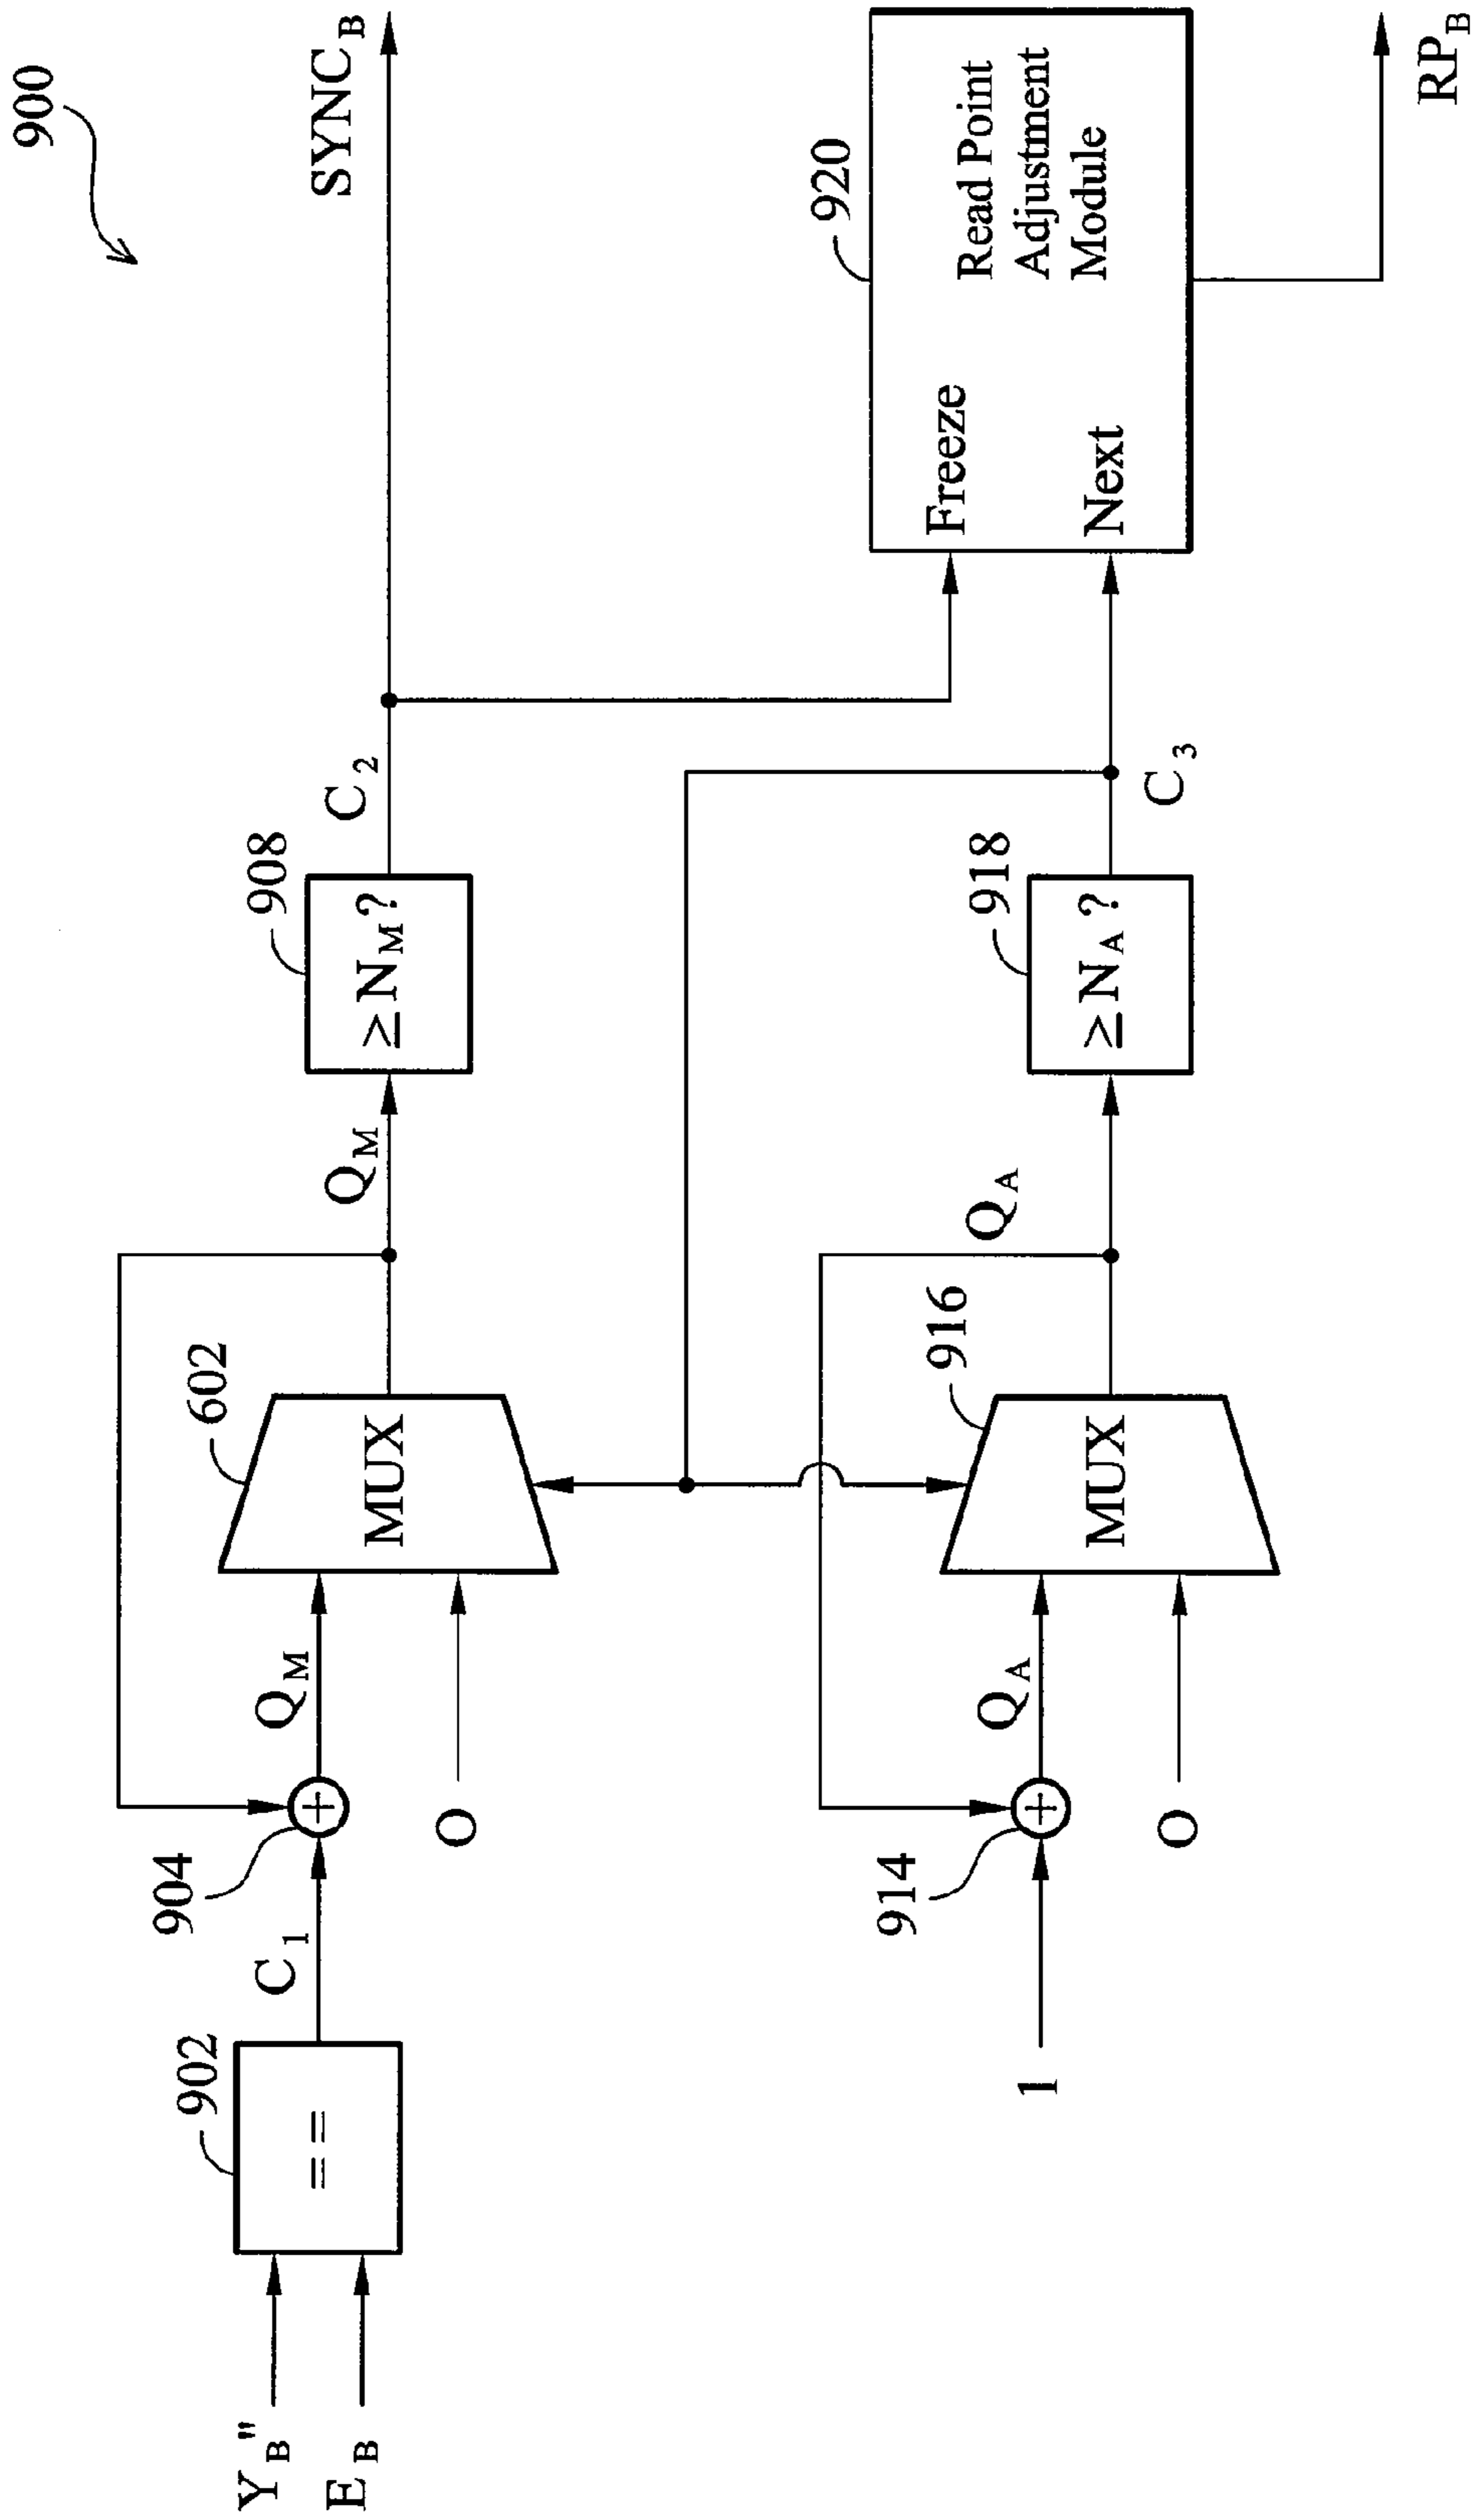 900
902
904
602
908
Y_B"
E_B
==
C_1
+
Q_M
0
MUX
Q_M
≥N_M?
C_2
SYNC_B
914
916
918
920
1
+
Q_A
0
MUX
Q_A
≥N_A?
C_3
Freeze
Next
Read Point
Adjustment
Module
RP_B